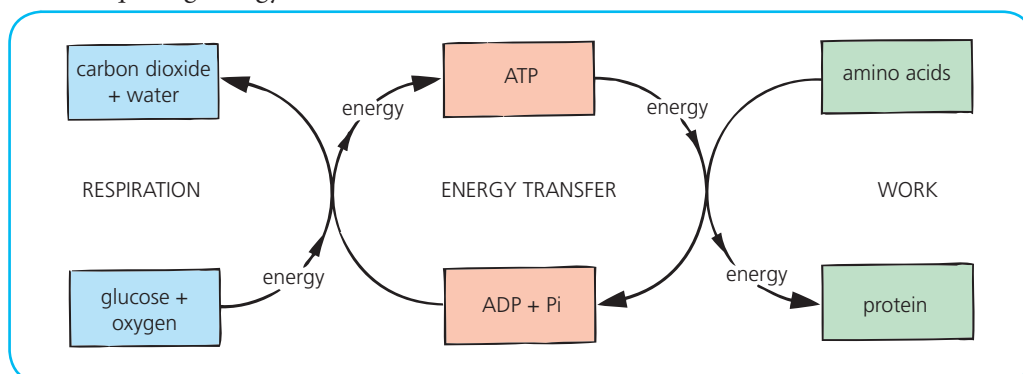 carbon dioxide
+ water
ATP
amino acids
energy
energy
RESPIRATION
ENERGY TRANSFER
WORK
energy
energy
glucose +
oxygen
ADP + Pi
protein